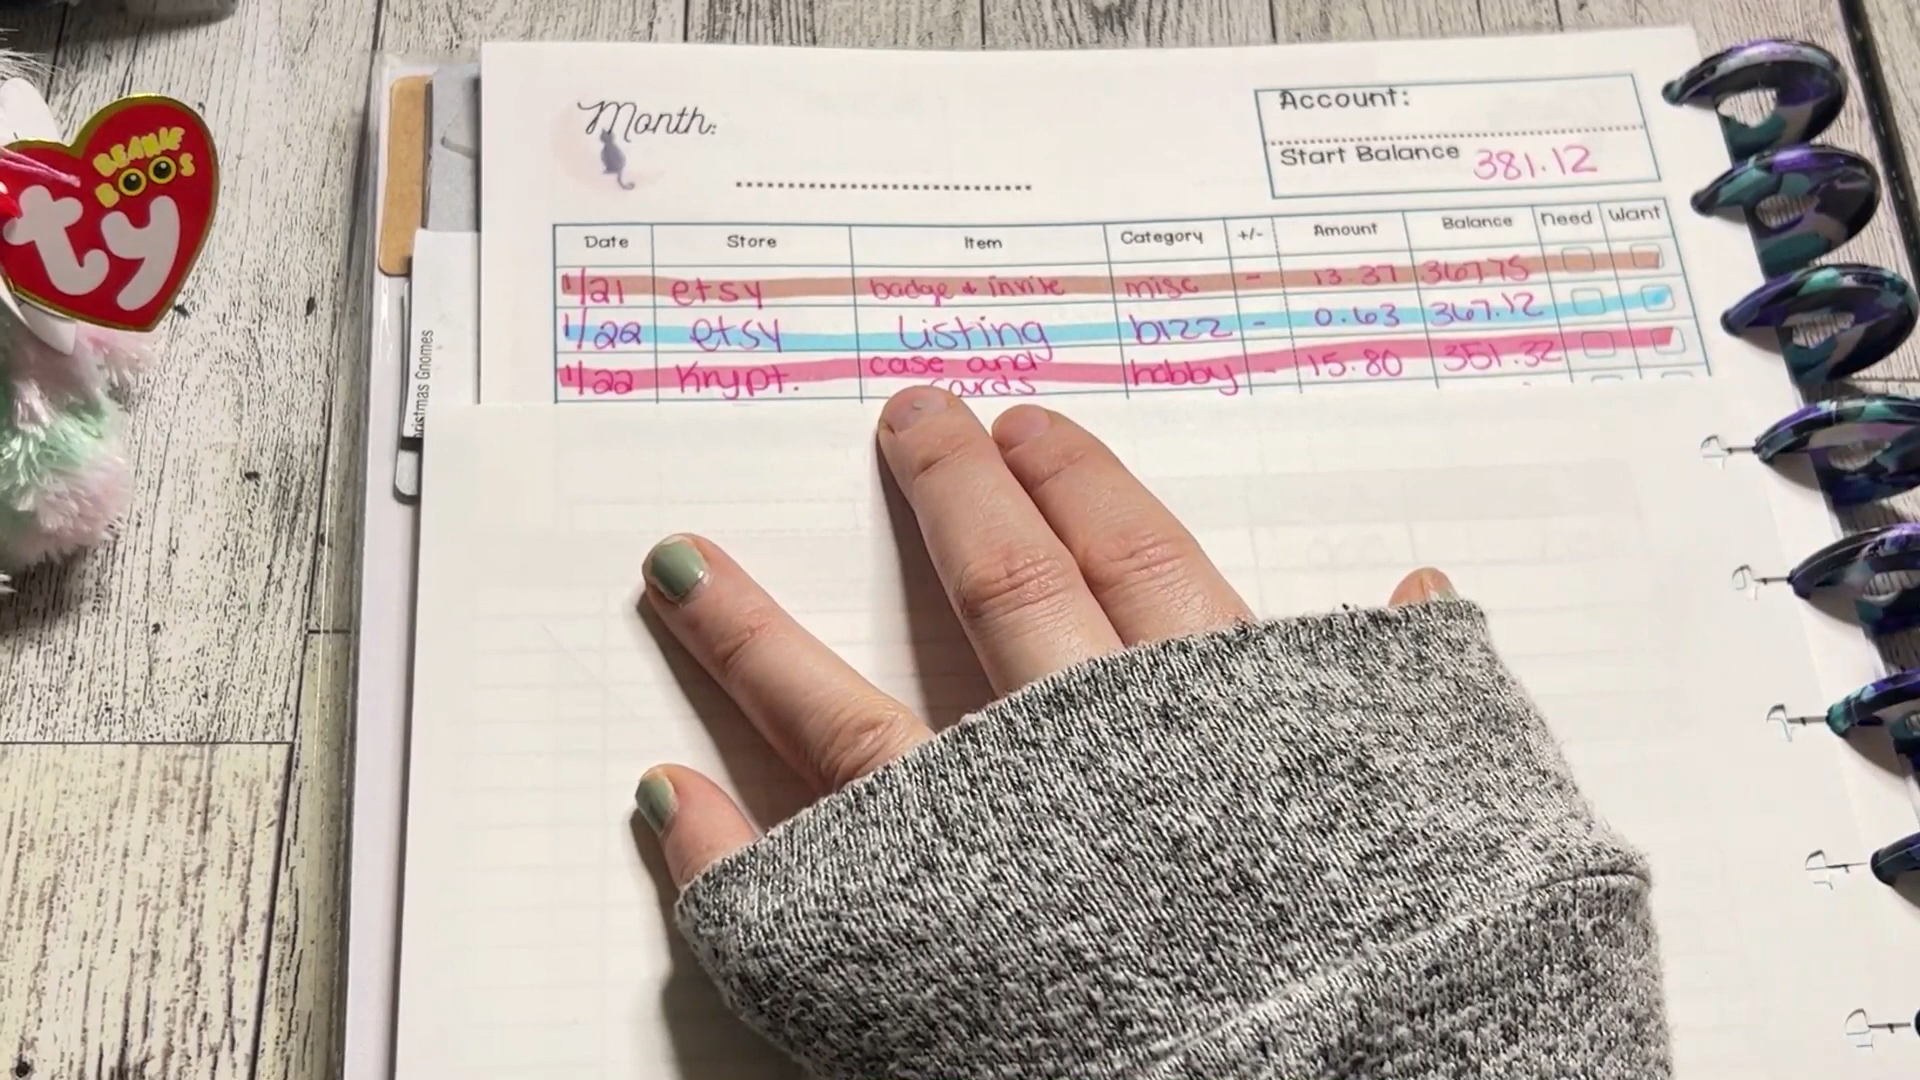 BEANIE
BOOS
ty
Month:
Account:
Start Balance 381.12
Date Store Item Category +/- Amount Balance Need Want
1/21 etsy badge + invite misc - 13.37 367.75
1/22 etsy Listing bizz - 0.63 367.12
1/22 Krypt. case and cards hobby - 15.80 351.32
ristmas Gnomes